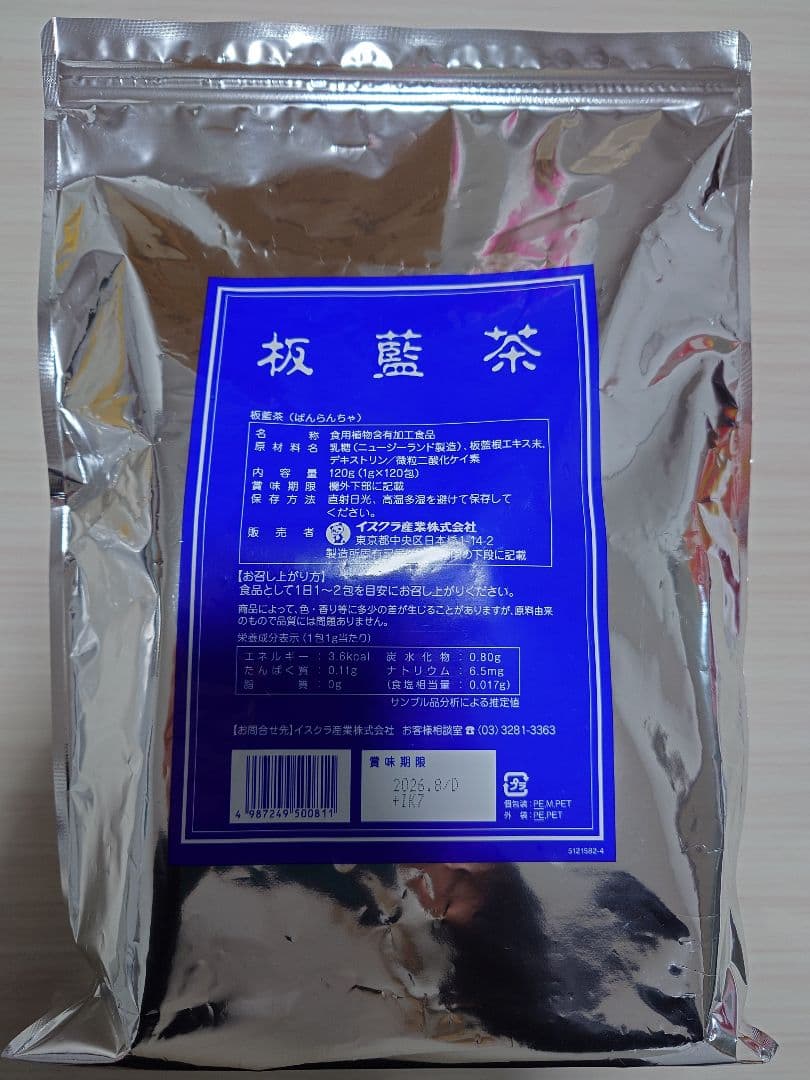 板藍茶
板藍茶（ばんらんちゃ）
名称 食用植物含有加工食品
原材料名 乳糖（ニュージーランド製造）、板藍根エキス末、
デキストリン／微粒二酸化ケイ素
内容量 120g（1g×120包）
賞味期限 欄外下部に記載
保存方法 直射日光、高温多湿を避けて保存して
ください。
販売者 イスクラ産業株式会社
東京都中央区日本橋1-14-2
製造所固有記号は の下段に記載
【お召し上がり方】
食品として1日1〜2包を目安にお召し上がりください。
商品によって、色・香り等に多少の差が生じることがありますが、原料由来
のもので品質には問題ありません。
栄養成分表示（1包1g当たり）
エネルギー：3.6kcal 炭水化物：0.80g
たんぱく質：0.11g ナトリウム：6.5mg
脂質：0g （食塩相当量：0.017g）
サンプル品分析による推定値
【お問合せ先】イスクラ産業株式会社 お客様相談室☎（03）3281-3363
賞味期限
2026.8/D
+IK7
4 987249 500811
プラ
個包装：PE,M,PET
外袋：PE,PET
5121582-4